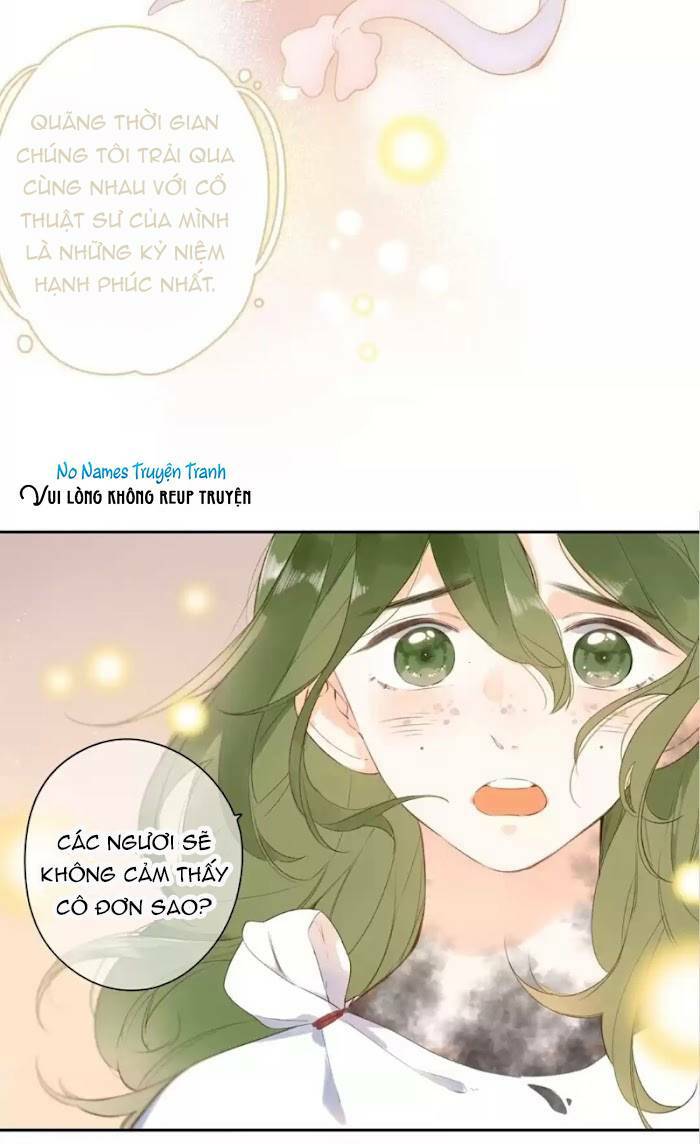 QUÃNG THỜI GIAN
CHÚNG TÔI TRẢI QUA
CÙNG NHAU VỚI CỔ
THUẬT SƯ CỦA MÌNH
LÀ NHỮNG KỶ NIỆM
HẠNH PHÚC NHẤT.
No Names Truyện Tranh
VUI LÒNG KHÔNG REUP TRUYỆN
CÁC NGƯƠI SẼ
KHÔNG CẢM THẤY
CÔ ĐƠN SAO?